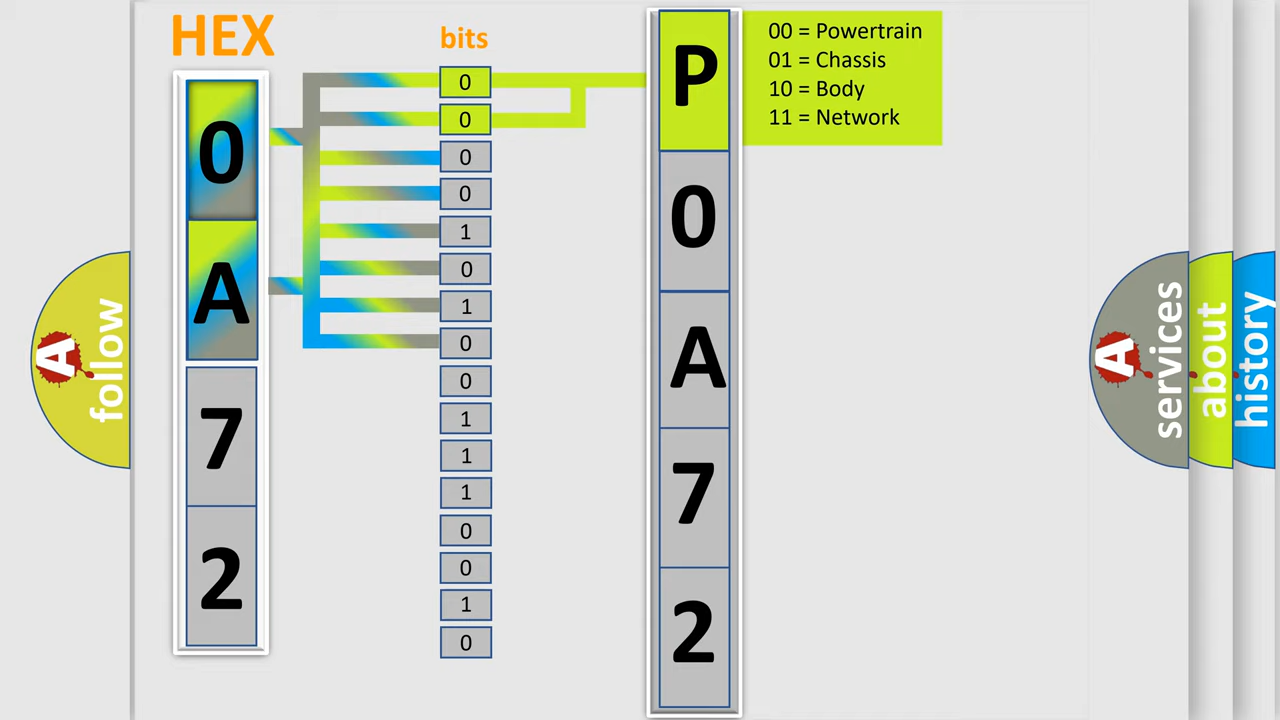 HEX
bits
0
A
7
2
0
0
0
0
1
0
1
0
0
1
1
1
0
0
1
0
P
0
A
7
2
00 = Powertrain
01 = Chassis
10 = Body
11 = Network
A
follow
A
services
about
history